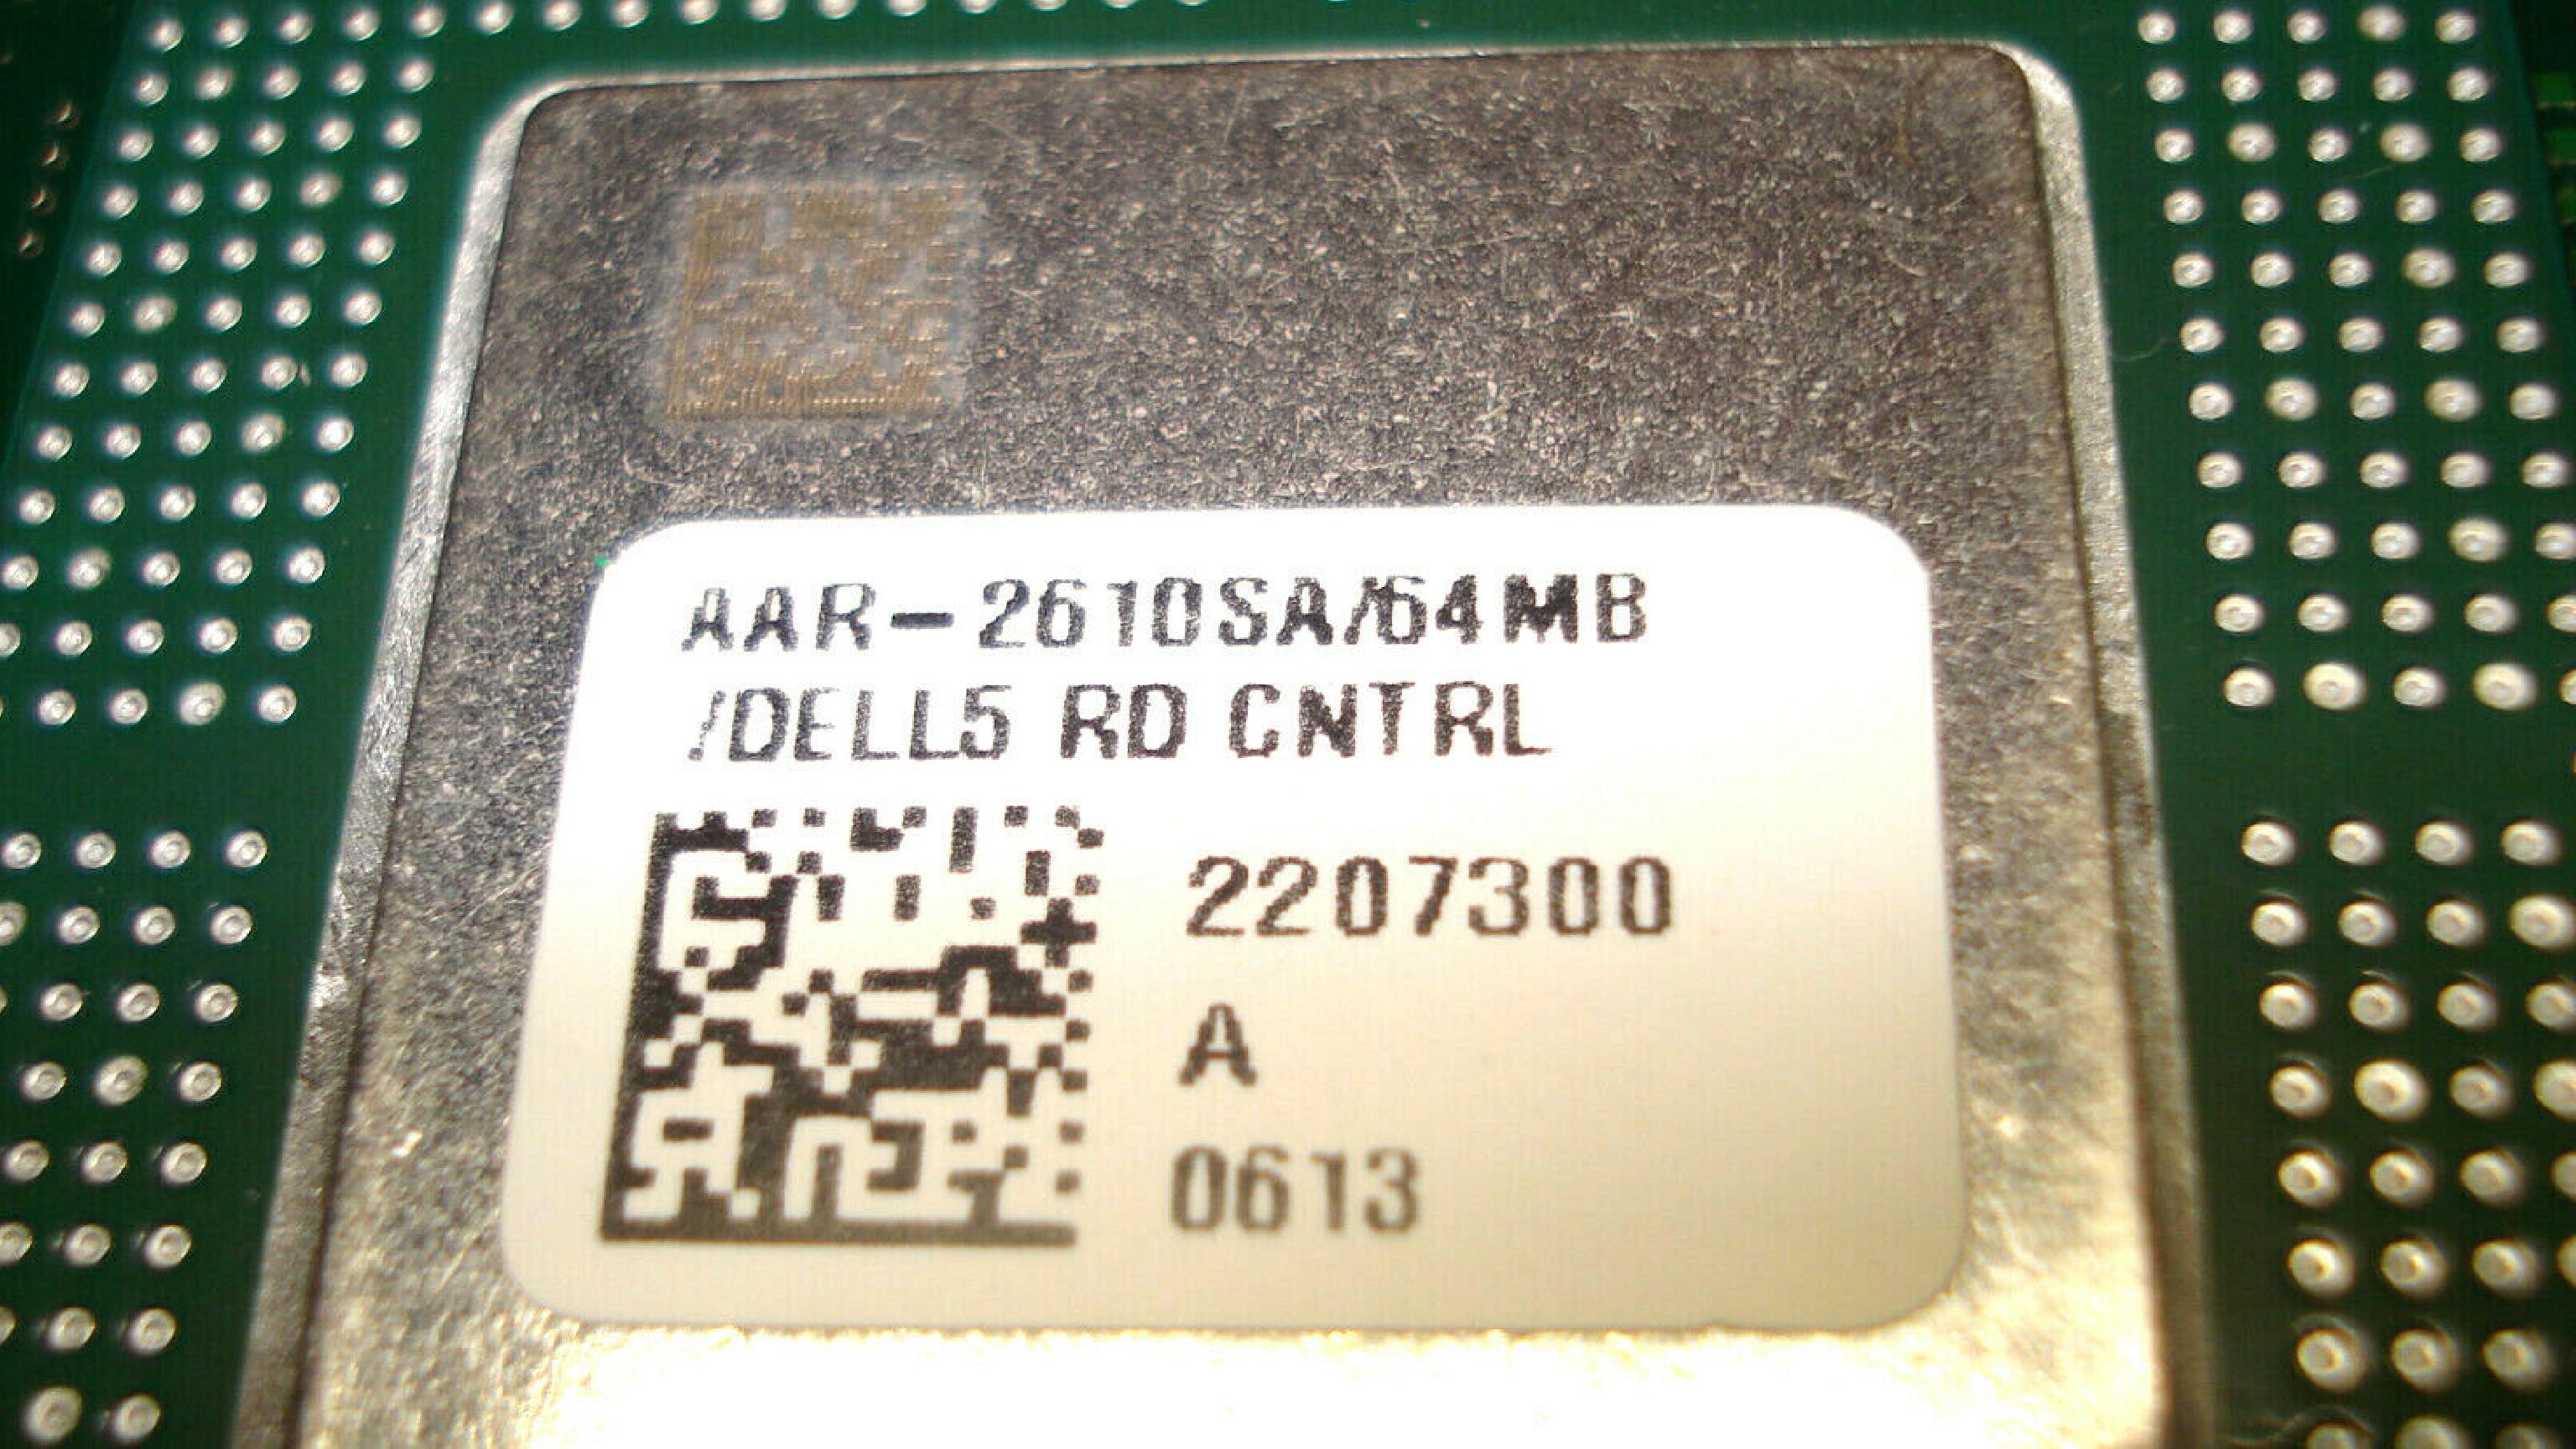 AAR-2610SA/64MB
/DELL5 RD CNTRL
2207300
A
0613